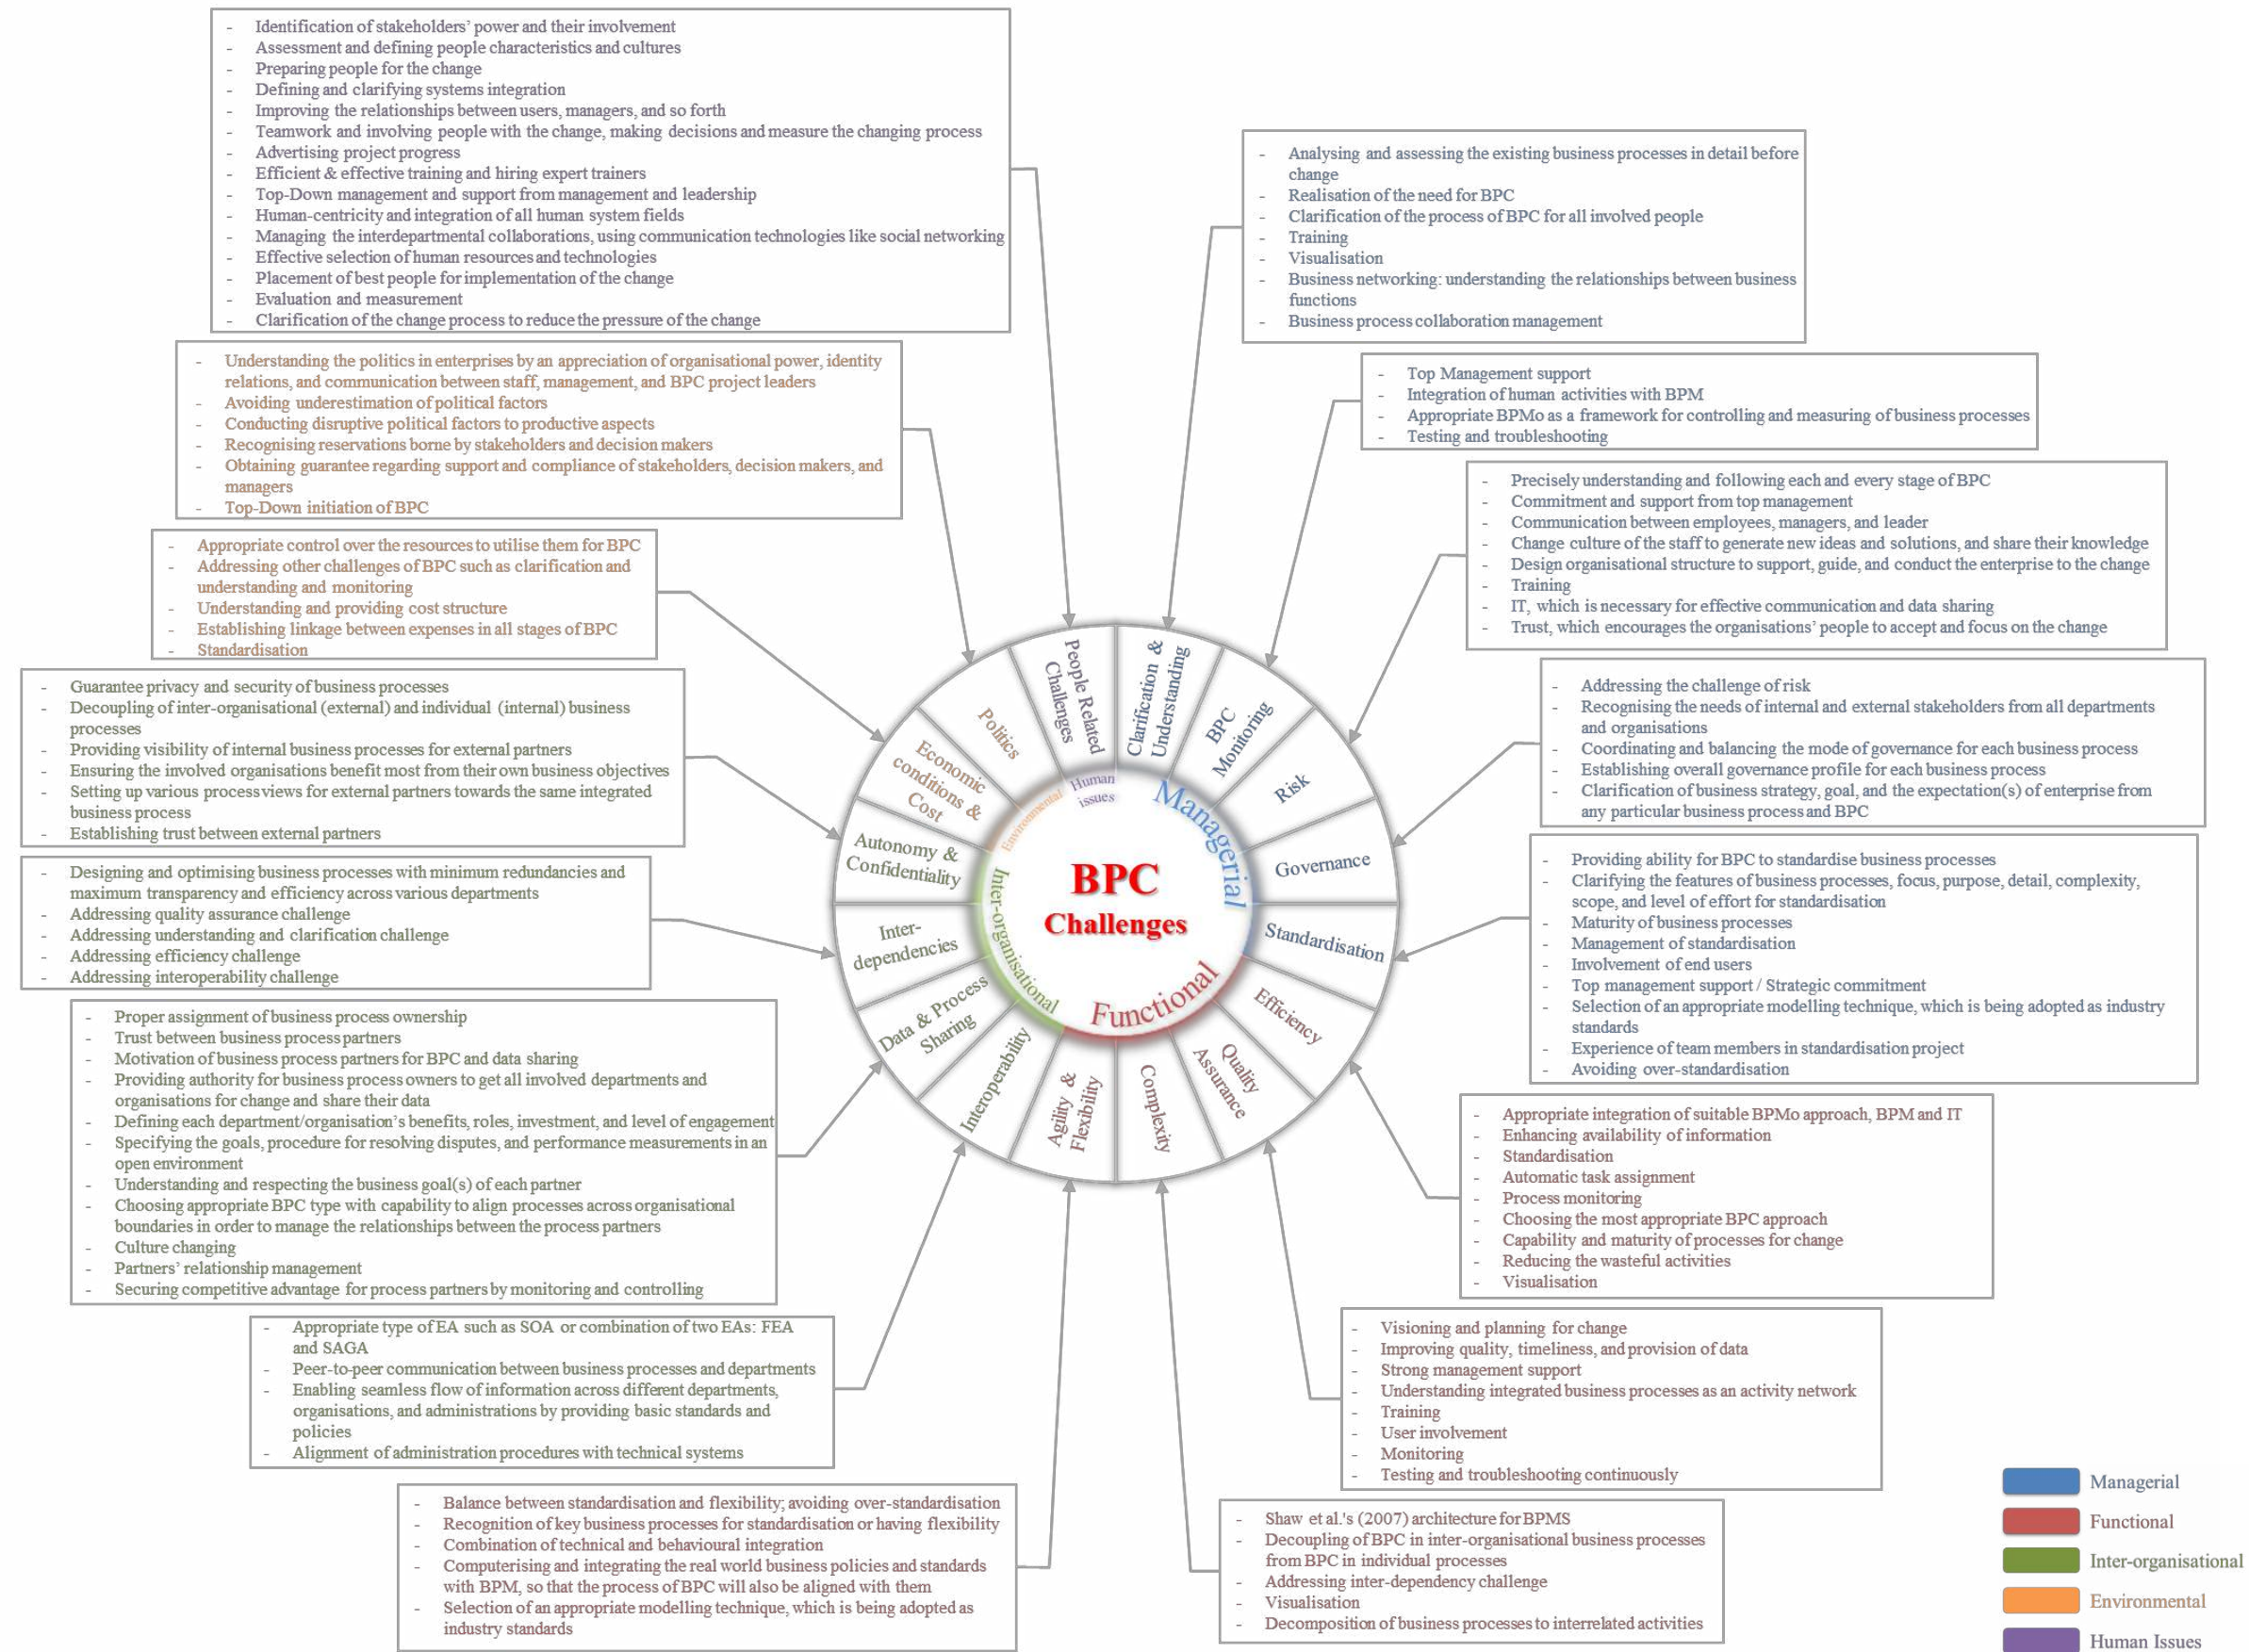 - Identification of stakeholders' power and their involvement
- Assessment and defining people characteristics and cultures
- Preparing people for the change
- Defining and clarifying systems integration
- Improving the relationships between users, managers, and so forth
- Teamwork and involving people with the change, making decisions and measure the changing process
- Advertising project progress
- Efficient & effective training and hiring expert trainers
- Top-Down management and support from management and leadership
- Human-centricity and integration of all human system fields
- Managing the interdepartmental collaborations, using communication technologies like social networking
- Effective selection of human resources and technologies
- Placement of best people for implementation of the change
- Evaluation and measurement
- Clarification of the change process to reduce the pressure of the change
- Analysing and assessing the existing business processes in detail before
change
- Realisation of the need for BPC
- Clarification of the process of BPC for all involved people
- Training
- Visualisation
- Business networking: understanding the relationships between business
functions
- Business process collaboration management
- Understanding the politics in enterprises by an appreciation of organisational power, identity
relations, and communication between staff, management, and BPC project leaders
- Avoiding underestimation of political factors
- Conducting disruptive political factors to productive aspects
- Recognising reservations borne by stakeholders and decision makers
- Obtaining guarantee regarding support and compliance of stakeholders, decision makers, and
managers
- Top-Down initiation of BPC
- Top Management support
- Integration of human activities with BPM
- Appropriate BPMo as a framework for controlling and measuring of business processes
- Testing and troubleshooting
- Precisely understanding and following each and every stage of BPC
- Commitment and support from top management
- Communication between employees, managers, and leader
- Change culture of the staff to generate new ideas and solutions, and share their knowledge
- Design organisational structure to support, guide, and conduct the enterprise to the change
- Training
- IT, which is necessary for effective communication and data sharing
- Trust, which encourages the organisations' people to accept and focus on the change
- Appropriate control over the resources to utilise them for BPC
- Addressing other challenges of BPC such as clarification and
understanding and monitoring
- Understanding and providing cost structure
- Establishing linkage between expenses in all stages of BPC
- Standardisation
- Guarantee privacy and security of business processes
- Decoupling of inter-organisational (external) and individual (internal) business
processes
- Providing visibility of internal business processes for external partners
- Ensuring the involved organisations benefit most from their own business objectives
- Setting up various process views for external partners towards the same integrated
business process
- Establishing trust between external partners
- Addressing the challenge of risk
- Recognising the needs of internal and external stakeholders from all departments
and organisations
- Coordinating and balancing the mode of governance for each business process
- Establishing overall governance profile for each business process
- Clarification of business strategy, goal, and the expectation(s) of enterprise from
any particular business process and BPC
People Related
Challenges
Clarification &
Understanding
Politics
BPC
Monitoring
Economic
conditions &
Cost
Risk
Autonomy &
Confidentiality
Governance
Inter-
dependencies
Standardisation
Data & Process
Sharing
Efficiency
Interoperability
Quality
Assurance
Agility &
Flexibility
Complexity
Human
issues
Environmental
Managerial
Inter-organisational
Functional
BPC
Challenges
- Designing and optimising business processes with minimum redundancies and
maximum transparency and efficiency across various departments
- Addressing quality assurance challenge
- Addressing understanding and clarification challenge
- Addressing efficiency challenge
- Addressing interoperability challenge
- Providing ability for BPC to standardise business processes
- Clarifying the features of business processes, focus, purpose, detail, complexity,
scope, and level of effort for standardisation
- Maturity of business processes
- Management of standardisation
- Involvement of end users
- Top management support / Strategic commitment
- Selection of an appropriate modelling technique, which is being adopted as industry
standards
- Experience of team members in standardisation project
- Avoiding over-standardisation
- Proper assignment of business process ownership
- Trust between business process partners
- Motivation of business process partners for BPC and data sharing
- Providing authority for business process owners to get all involved departments and
organisations for change and share their data
- Defining each department/organisation's benefits, roles, investment, and level of engagement
- Specifying the goals, procedure for resolving disputes, and performance measurements in an
open environment
- Understanding and respecting the business goal(s) of each partner
- Choosing appropriate BPC type with capability to align processes across organisational
boundaries in order to manage the relationships between the process partners
- Culture changing
- Partners' relationship management
- Securing competitive advantage for process partners by monitoring and controlling
- Appropriate integration of suitable BPMo approach, BPM and IT
- Enhancing availability of information
- Standardisation
- Automatic task assignment
- Process monitoring
- Choosing the most appropriate BPC approach
- Capability and maturity of processes for change
- Reducing the wasteful activities
- Visualisation
- Appropriate type of EA such as SOA or combination of two EAs: FEA
and SAGA
- Peer-to-peer communication between business processes and departments
- Enabling seamless flow of information across different departments,
organisations, and administrations by providing basic standards and
policies
- Alignment of administration procedures with technical systems
- Visioning and planning for change
- Improving quality, timeliness, and provision of data
- Strong management support
- Understanding integrated business processes as an activity network
- Training
- User involvement
- Monitoring
- Testing and troubleshooting continuously
- Balance between standardisation and flexibility; avoiding over-standardisation
- Recognition of key business processes for standardisation or having flexibility
- Combination of technical and behavioural integration
- Computerising and integrating the real world business policies and standards
with BPM, so that the process of BPC will also be aligned with them
- Selection of an appropriate modelling technique, which is being adopted as
industry standards
- Shaw et al.'s (2007) architecture for BPMS
- Decoupling of BPC in inter-organisational business processes
from BPC in individual processes
- Addressing inter-dependency challenge
- Visualisation
- Decomposition of business processes to interrelated activities
Managerial
Functional
Inter-organisational
Environmental
Human Issues